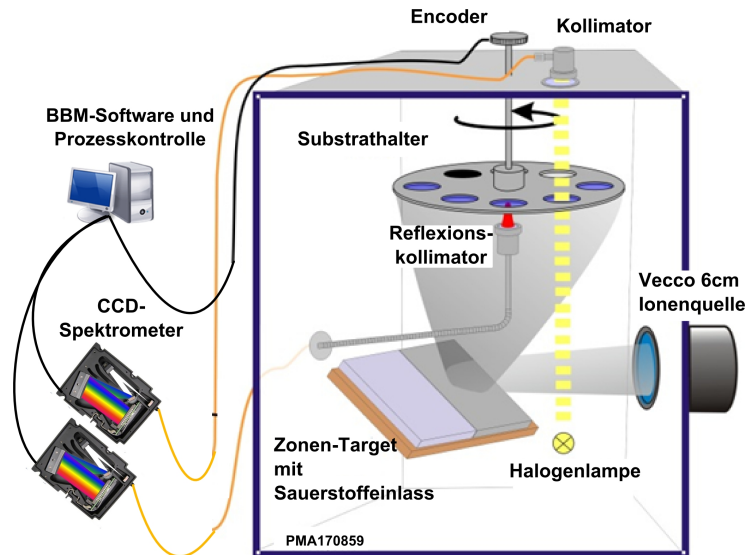 Encoder
Kollimator
BBM-Software und
Prozesskontrolle
Substrathalter
Reflexions-
kollimator
Vecco 6cm
Ionenquelle
CCD-
Spektrometer
Zonen-Target
mit
Sauerstoffeinlass
Halogenlampe
PMA170859